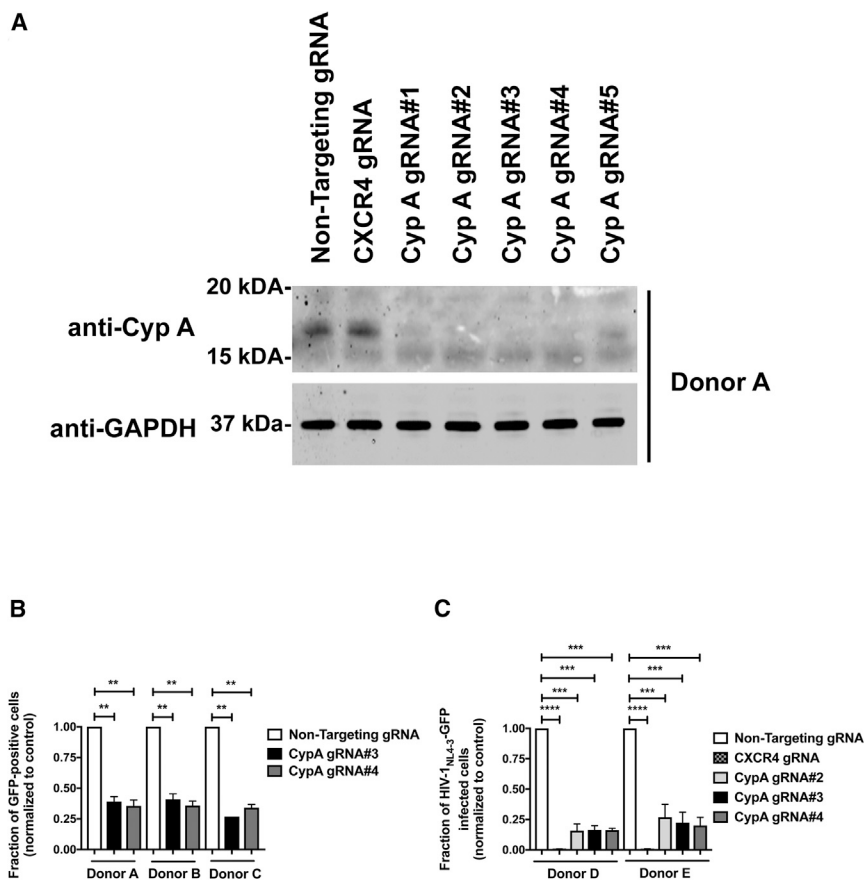 A
Non-Targeting gRNA
CXCR4 gRNA
Cyp A gRNA#1
Cyp A gRNA#2
Cyp A gRNA#3
Cyp A gRNA#4
Cyp A gRNA#5
20 kDA-
anti-Cyp A
15 kDA-
Donor A
anti-GAPDH
37 kDa-
B
Fraction of GFP-positive cells
(normalized to control)
** ** **
** ** **
1.00
0.75
0.50
0.25
0.00
Donor A Donor B Donor C
Non-Targeting gRNA
CypA gRNA#3
CypA gRNA#4
C
Fraction of HIV-1NL4-3-GFP
infected cells
(normalized to control)
*** ***
*** ***
*** ***
**** ****
1.00
0.75
0.50
0.25
0.00
Donor D Donor E
Non-Targeting gRNA
CXCR4 gRNA
CypA gRNA#2
CypA gRNA#3
CypA gRNA#4